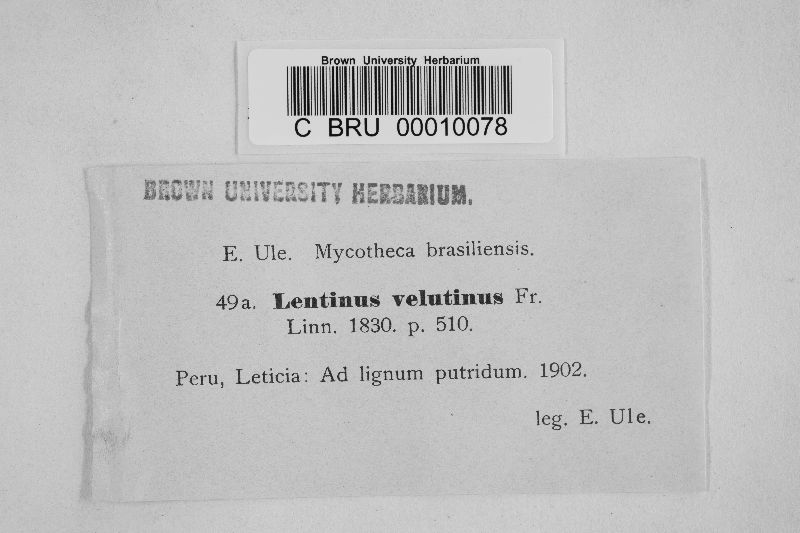 Brown University Herbarium
C BRU 00010078
BROWN UNIVERSITY HERBARIUM.
E. Ule. Mycotheca brasiliensis.
49a. Lentinus velutinus Fr.
Linn. 1830. p. 510.
Peru, Leticia: Ad lignum putridum. 1902.
leg. E. Ule.